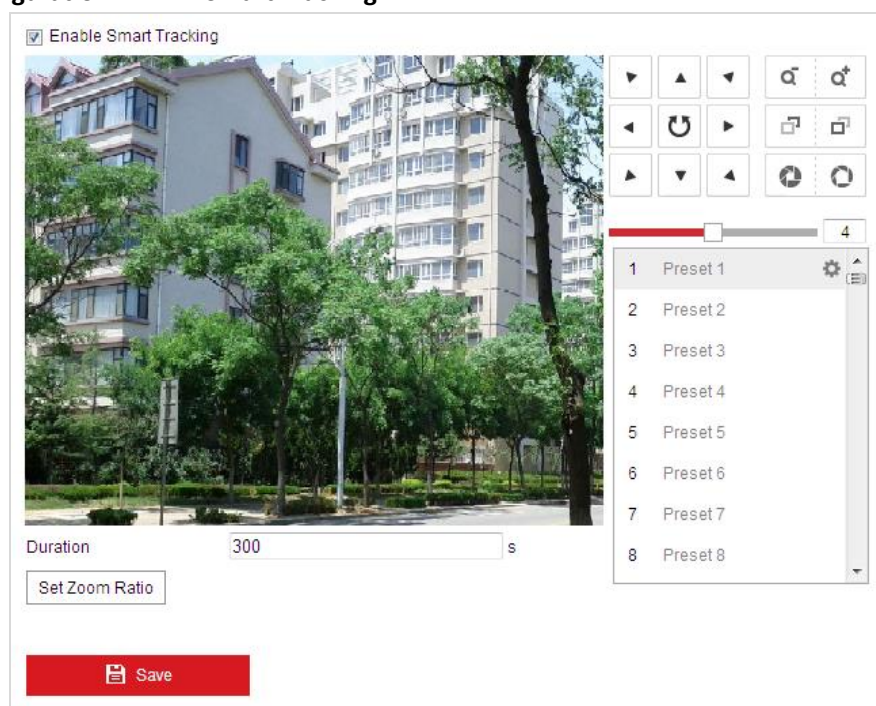 Enable Smart Tracking
4
1 Preset 1
2 Preset 2
3 Preset 3
4 Preset 4
5 Preset 5
6 Preset 6
7 Preset 7
8 Preset 8
Duration 300 s
Set Zoom Ratio
Save